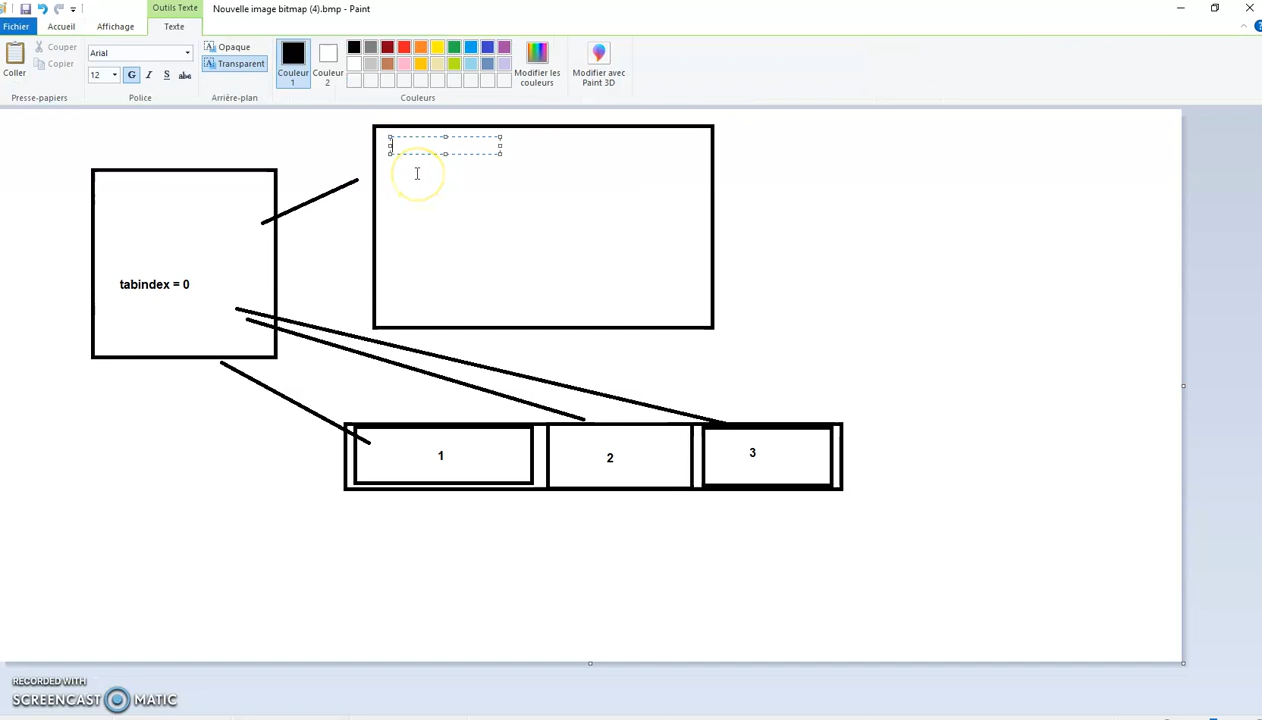 Nouvelle image bitmap (4).bmp - Paint
Outils Texte
Fichier
Accueil
Affichage
Texte
Coller
Couper
Copier
Presse-papiers
Arial
12
G I S abc
Police
Opaque
Transparent
Arrière-plan
Couleur
1
Couleur
2
Couleurs
Modifier les
couleurs
Modifier avec
Paint 3D
tabindex = 0
1
2
3
RECORDED WITH
SCREENCAST MATIC